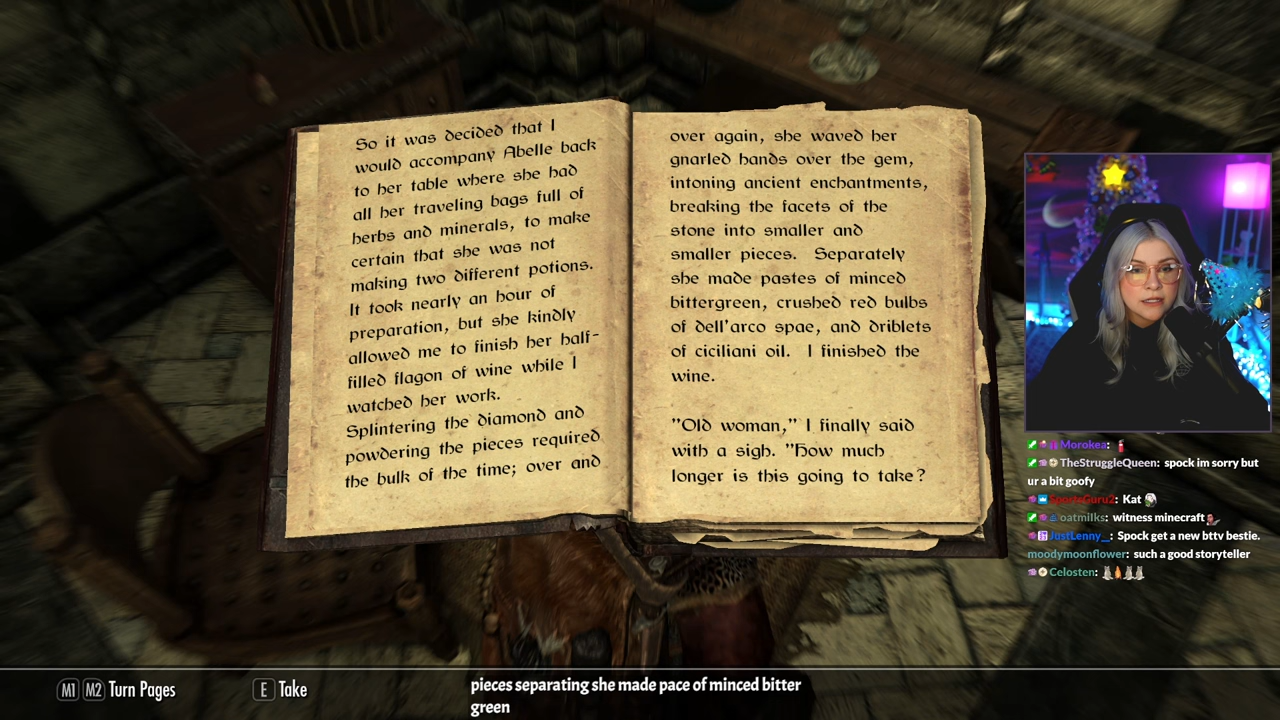 So it was decided that I
would accompany Abelle back
to her table where she had
all her traveling bags full of
herbs and minerals, to make
certain that she was not
making two different potions.
It took nearly an hour of
preparation, but she kindly
allowed me to finish her half-
filled flagon of wine while I
watched her work.
Splintering the diamond and
powdering the pieces required
the bulk of the time; over and
over again, she waved her
gnarled hands over the gem,
intoning ancient enchantments,
breaking the facets of the
stone into smaller and
smaller pieces.  Separately
she made pastes of minced
bittergreen, crushed red bulbs
of dell'arco spae, and driblets
of ciciliani oil.  I finished the
wine.
"Old woman," I finally said
with a sigh. "How much
longer is this going to take?
Morokea:
TheStruggleQueen: spock im sorry but
ur a bit goofy
SportsGuru2: Kat
oatmilks: witness minecraft
JustLenny_: Spock get a new bttv bestie.
moodymoonflower: such a good storyteller
Celosten:
M1 M2 Turn Pages
E Take
pieces separating she made pace of minced bitter
green